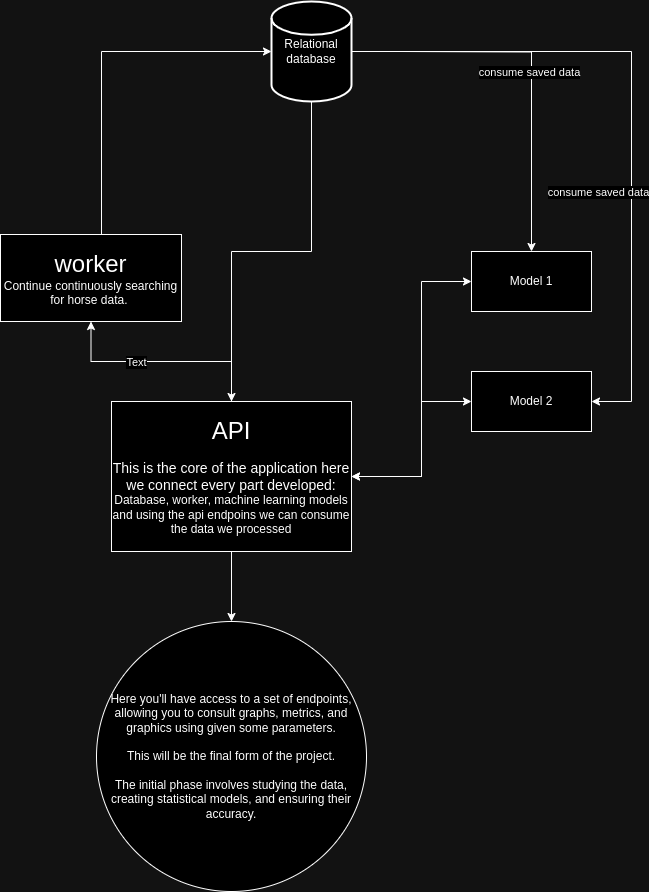 Relational
database
consume saved data
consume saved data
worker
Continue continuously searching
for horse data.
Model 1
Text
Model 2
API
This is the core of the application here
we connect every part developed:
Database, worker, machine learning models
and using the api endpoins we can consume
the data we processed
Here you'll have access to a set of endpoints,
allowing you to consult graphs, metrics, and
graphics using given some parameters.
This will be the final form of the project.
The initial phase involves studying the data,
creating statistical models, and ensuring their
accuracy.